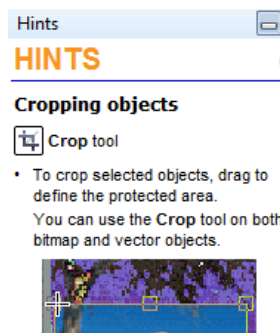 Hints
HINTS
Cropping objects
Crop tool
• To crop selected objects, drag to
define the protected area.
You can use the Crop tool on both
bitmap and vector objects.